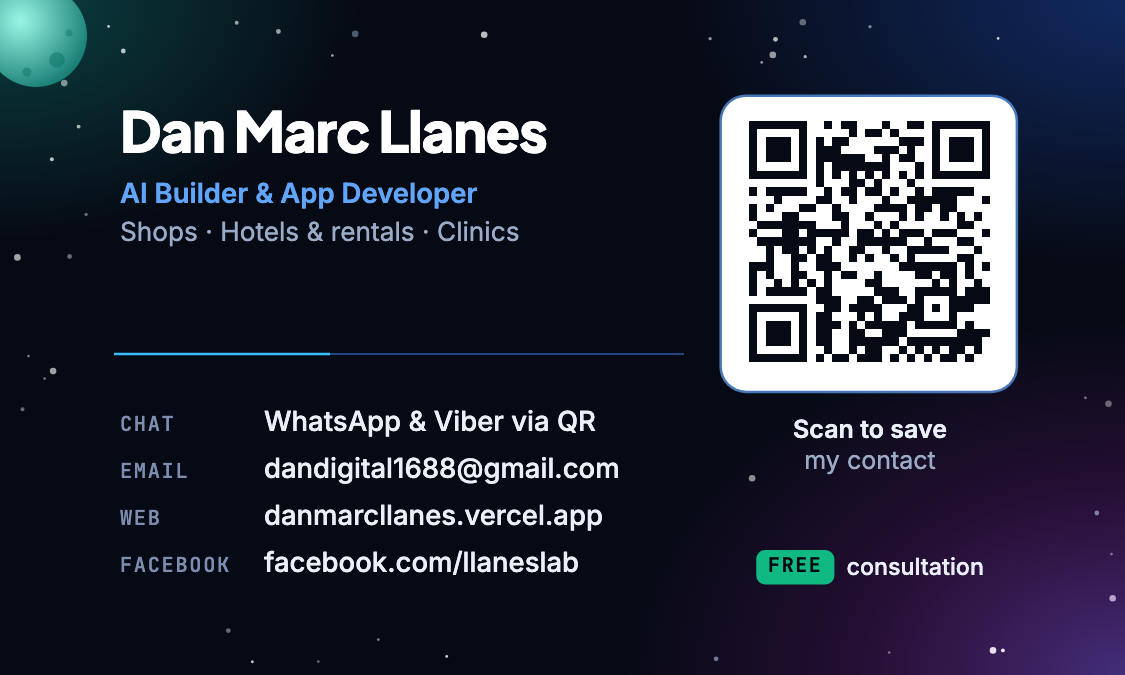 Dan Marc Llanes
AI Builder & App Developer
Shops · Hotels & rentals · Clinics
CHAT WhatsApp & Viber via QR
EMAIL dandigital1688@gmail.com
WEB danmarcllanes.vercel.app
FACEBOOK facebook.com/llaneslab
Scan to save
my contact
FREE consultation